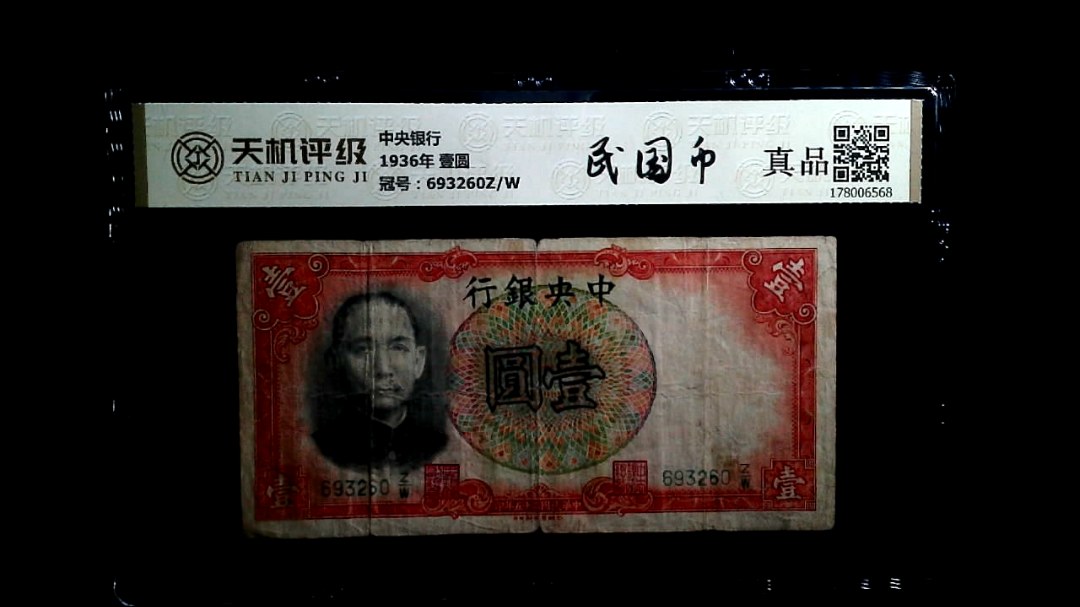 天机评级
TIAN JI PING JI
中央银行
1936年 壹圆
冠号：693260Z/W
民国币
真品
178006568
壹
壹
行銀央中
圓壹
693260 Z/W
693260 Z/W
壹
壹